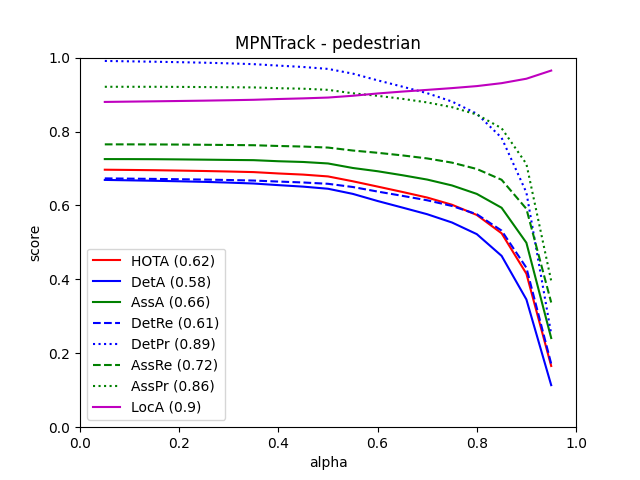 MPNTrack - pedestrian
1.0
0.8
0.6
0.4
0.2
0.0
score
HOTA (0.62)
DetA (0.58)
AssA (0.66)
DetRe (0.61)
DetPr (0.89)
AssRe (0.72)
AssPr (0.86)
LocA (0.9)
0.0 0.2 0.4 0.6 0.8 1.0
alpha